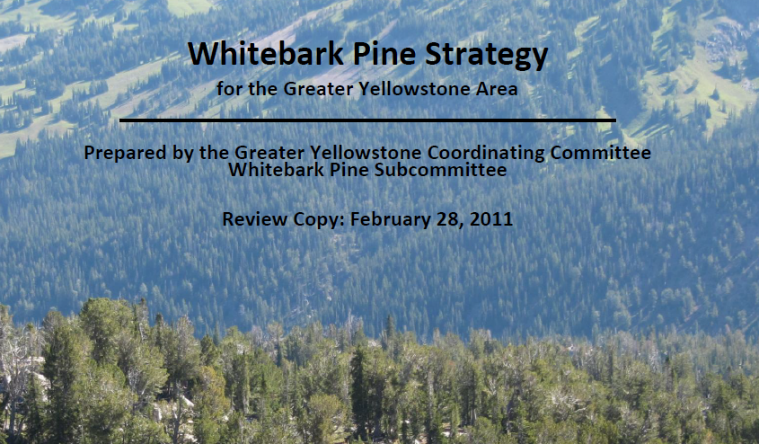 Whitebark Pine Strategy
for the Greater Yellowstone Area
Prepared by the Greater Yellowstone Coordinating Committee
Whitebark Pine Subcommittee
Review Copy: February 28, 2011